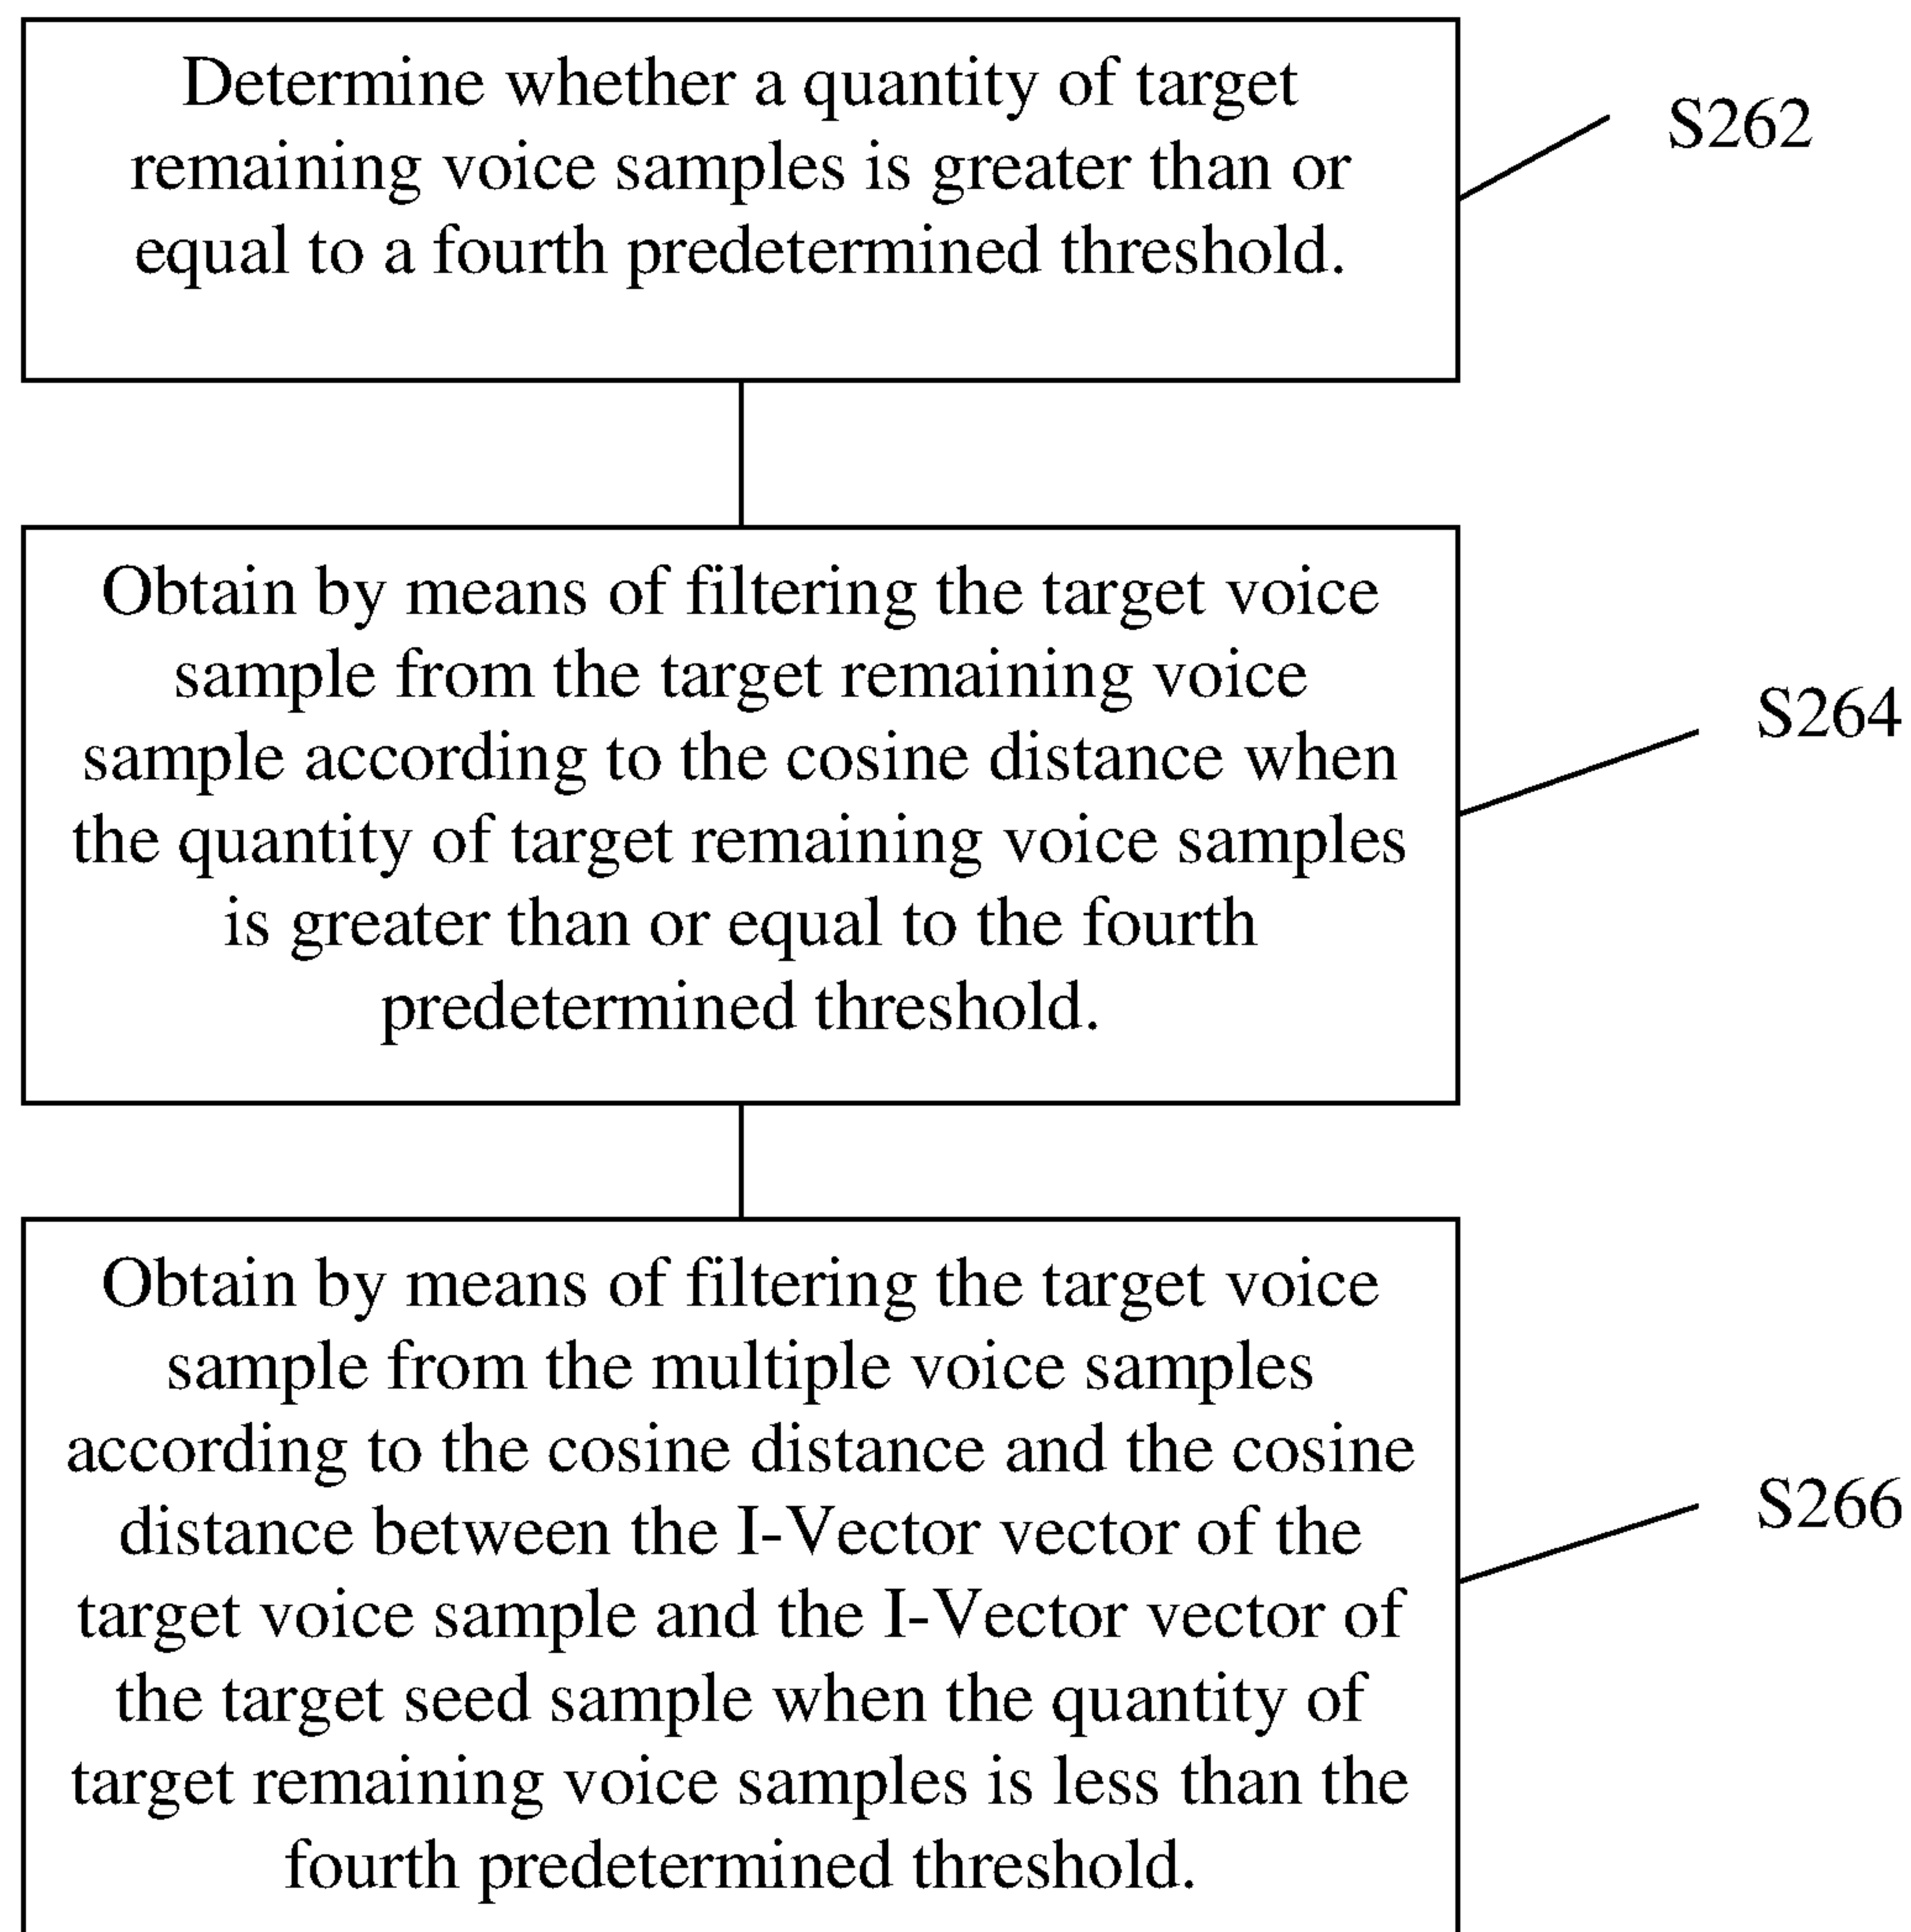 Determine whether a quantity of target
remaining voice samples is greater than or
equal to a fourth predetermined threshold.
S262
Obtain by means of filtering the target voice
sample from the target remaining voice
sample according to the cosine distance when
the quantity of target remaining voice samples
is greater than or equal to the fourth
predetermined threshold.
S264
Obtain by means of filtering the target voice
sample from the multiple voice samples
according to the cosine distance and the cosine
distance between the I-Vector vector of the
target voice sample and the I-Vector vector of
the target seed sample when the quantity of
target remaining voice samples is less than the
fourth predetermined threshold.
S266